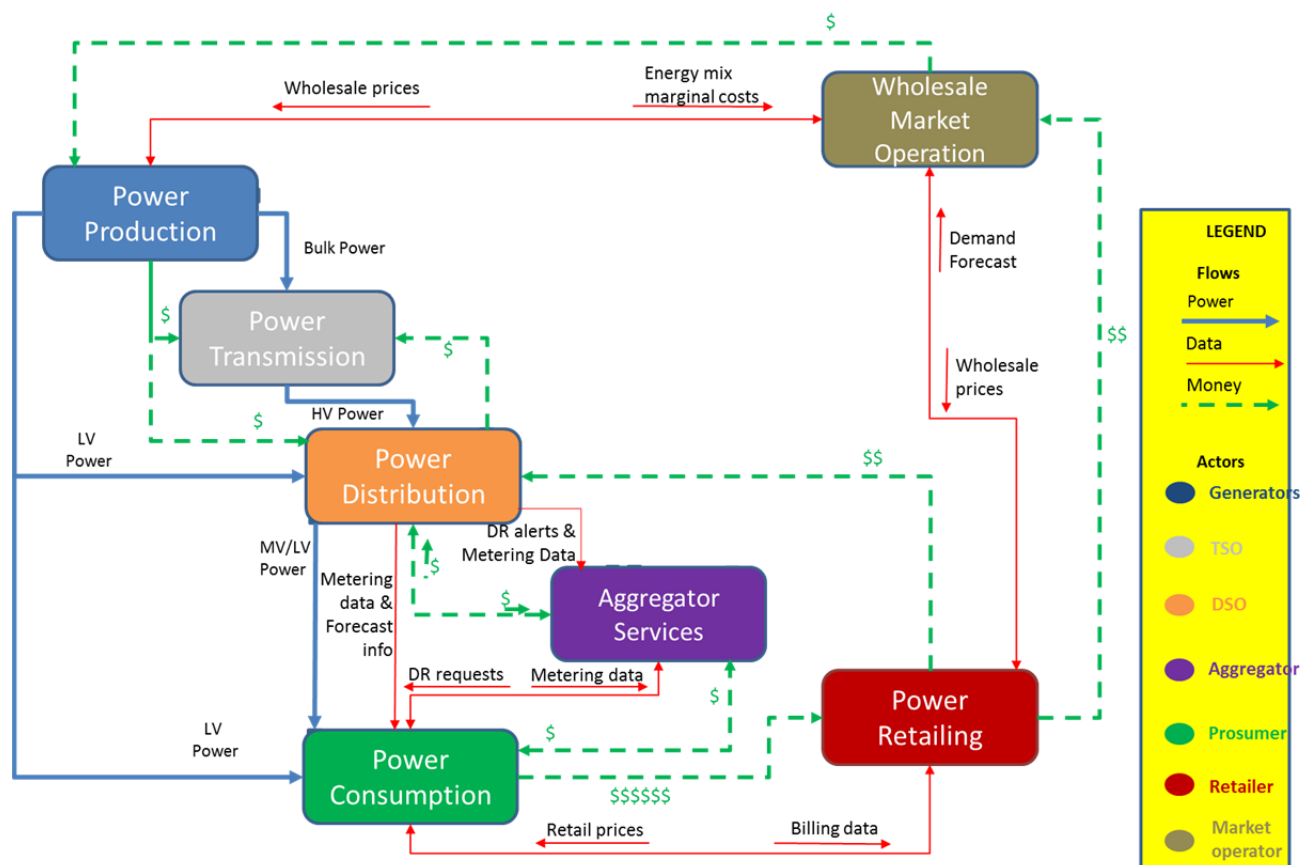 $
Wholesale prices
Energy mix
marginal costs
Wholesale
Market
Operation
Power
Production
Bulk Power
Demand
Forecast
LEGEND
Flows
Power
Data
Money
$
Power
Transmission
$
$$
Wholesale
prices
HV Power
$
LV
Power
Power
Distribution
$$
Actors
Generators
TSO
DSO
Aggregator
Prosumer
Retailer
Market
operator
MV/LV
Power
DR alerts &
Metering Data
$
Metering
data &
Forecast
info
$
Aggregator
Services
DR requests
Metering data
$
Power
Retailing
LV
Power
$
Power
Consumption
$$$$$$
Retail prices
Billing data